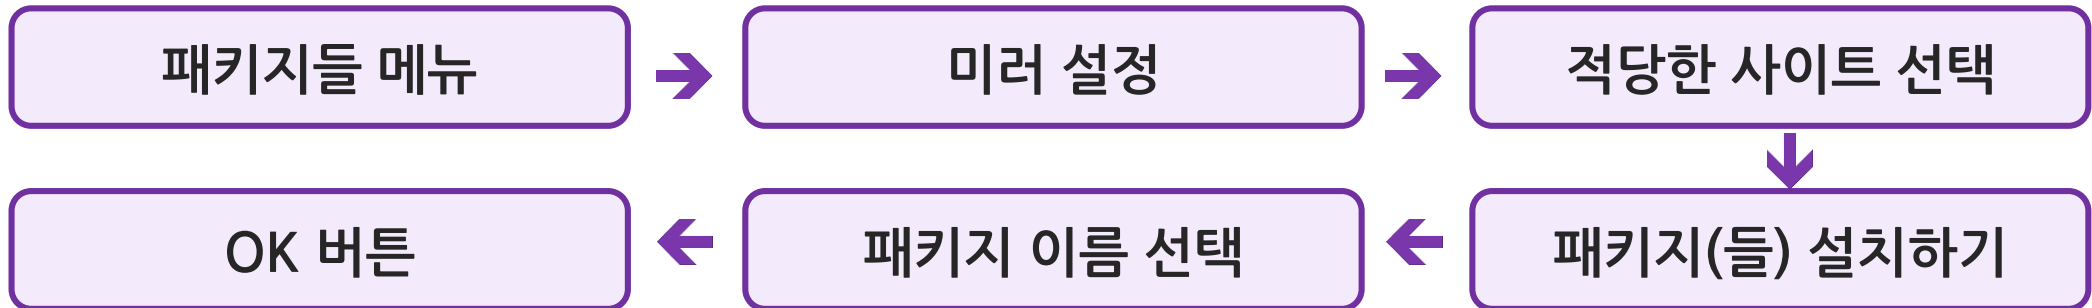 패키지들 메뉴
미러 설정
적당한 사이트 선택
패키지(들) 설치하기
패키지 이름 선택
OK 버튼